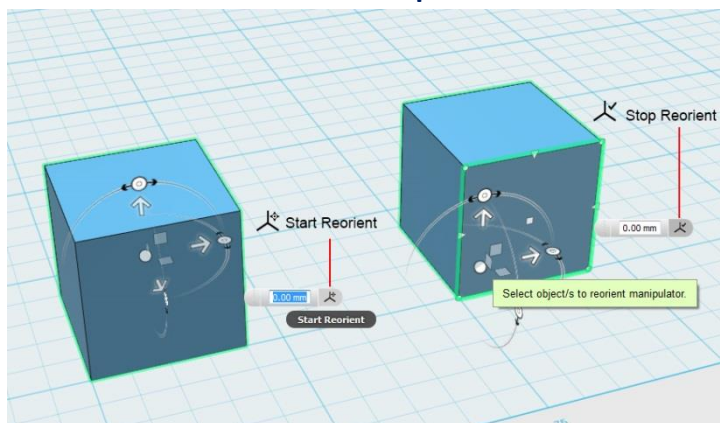 Stop Reorient
Start Reorient
0.00 mm
Select object/s to reorient manipulator.
0.00 mm
Start Reorient